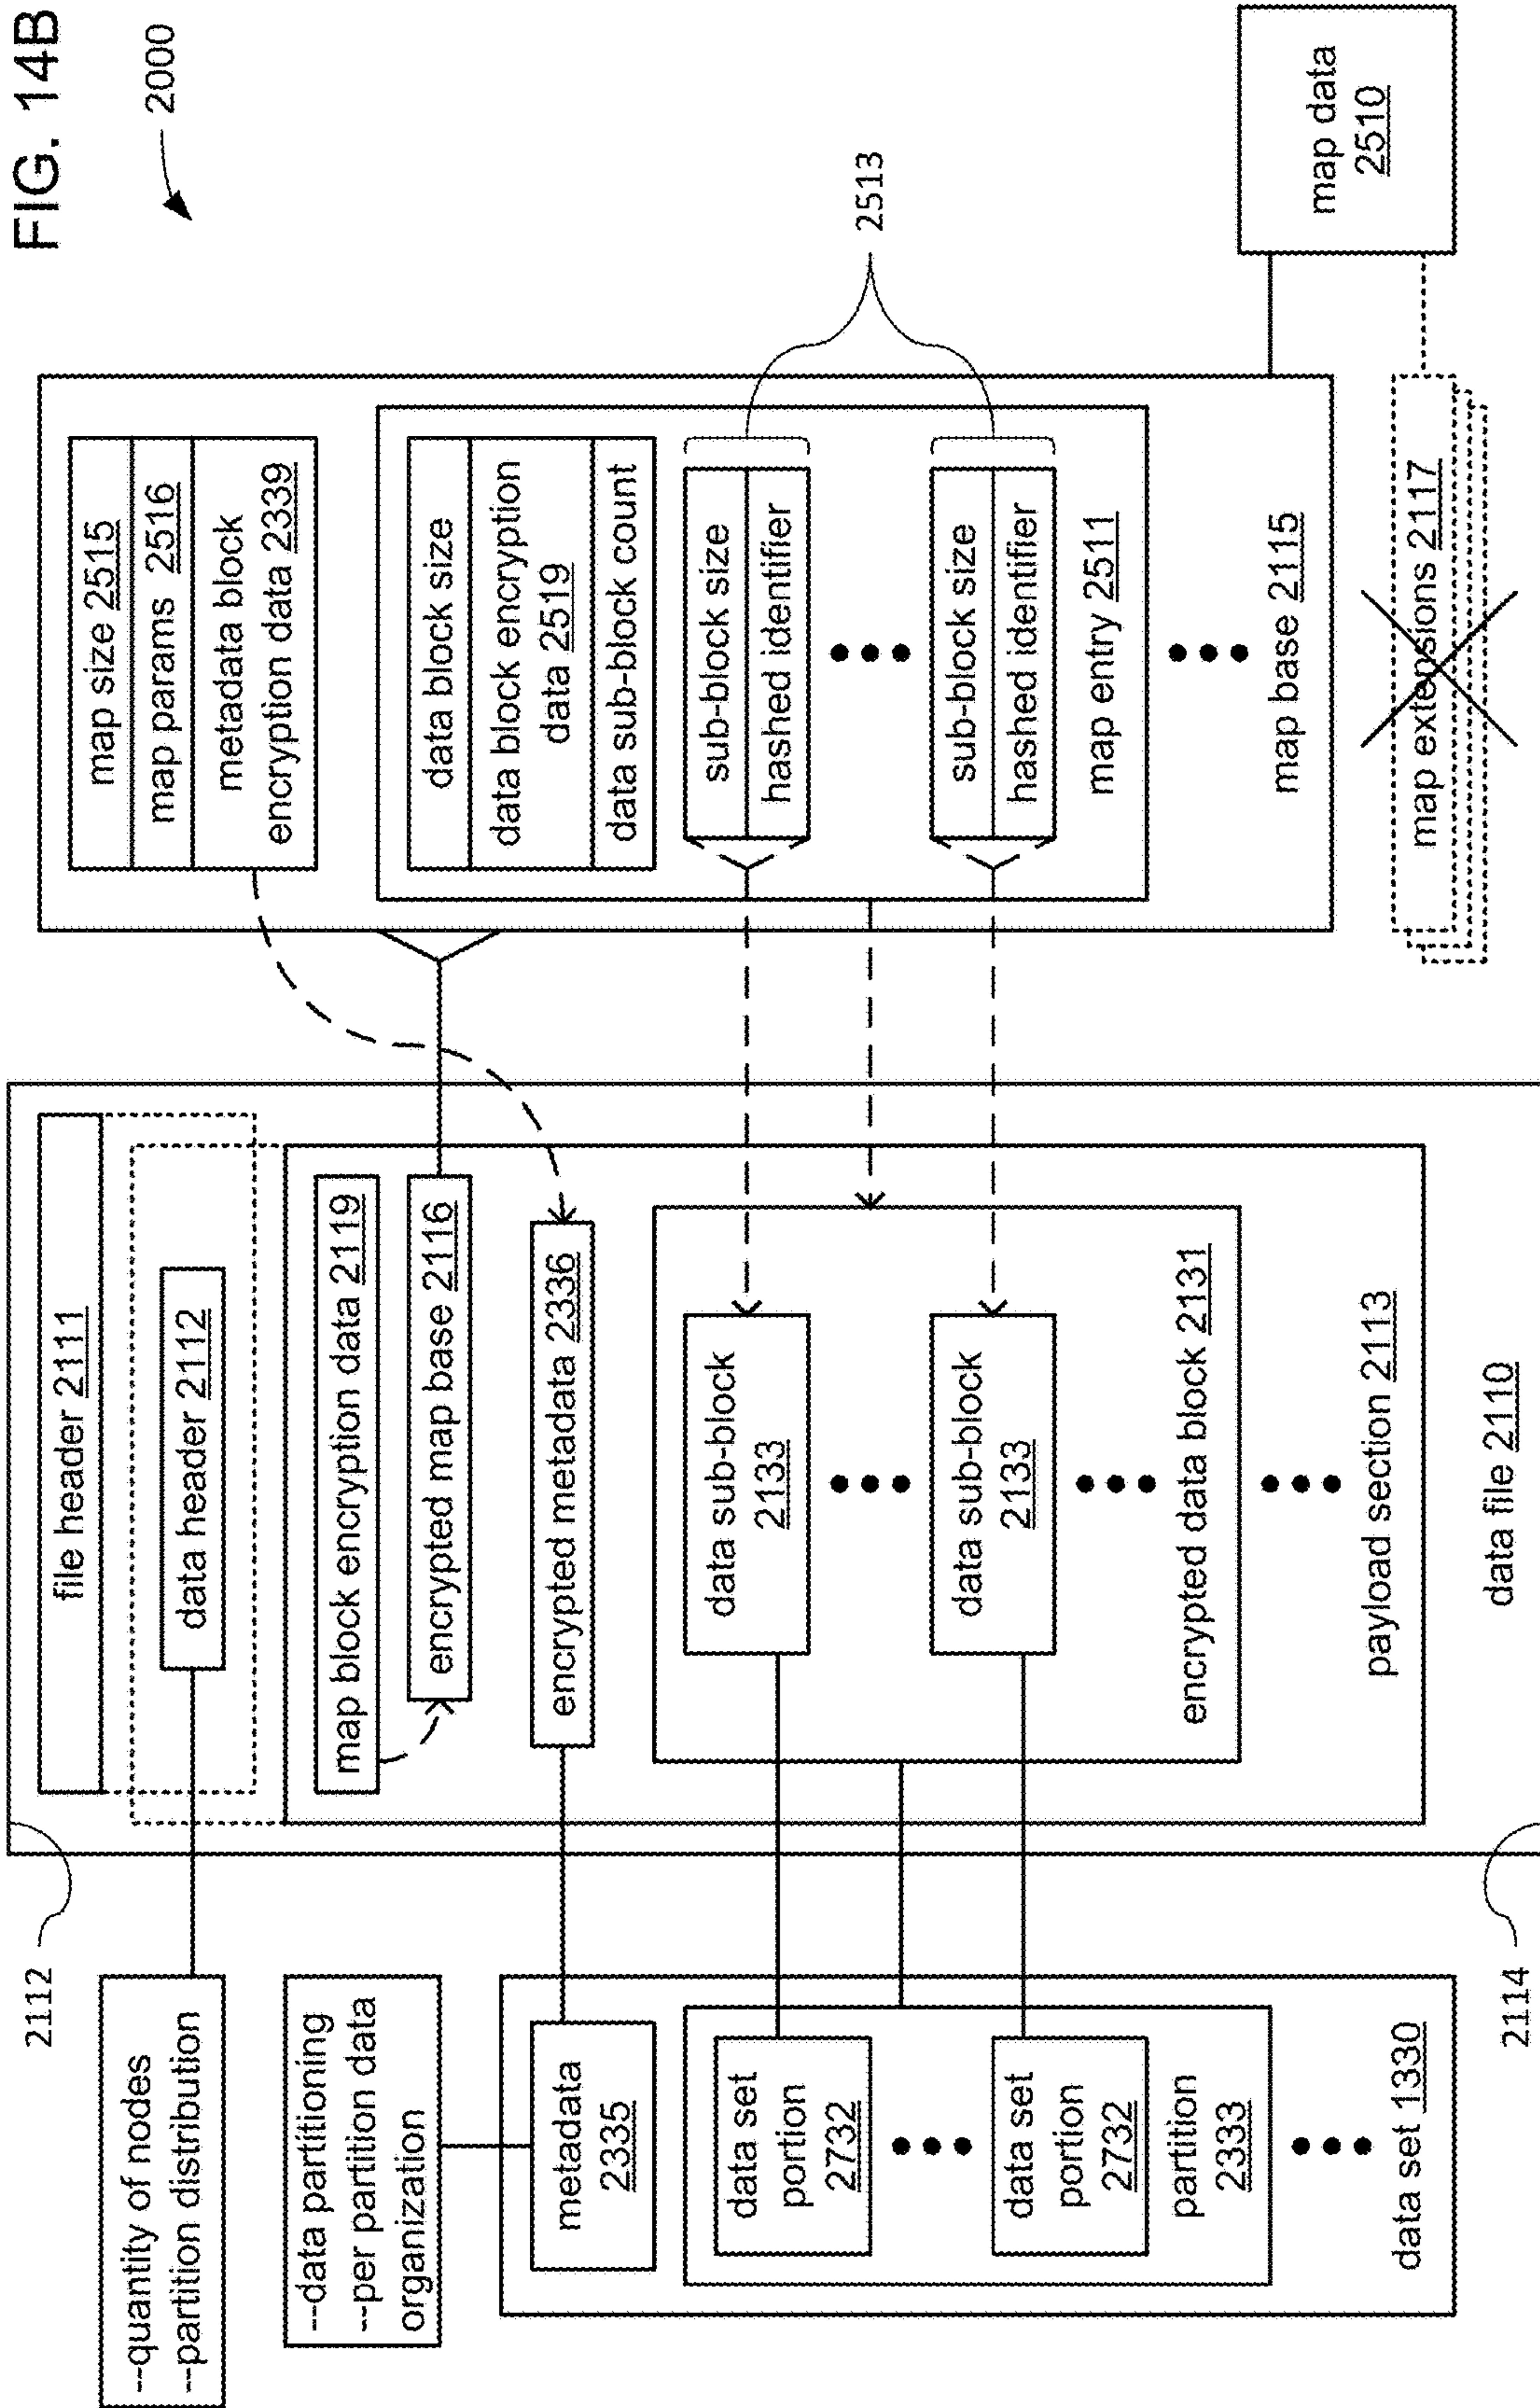 FIG. 14B
2000
--quantity of nodes
--partition distribution
--data partitioning
--per partition data
organization
metadata
2335
data set
portion
2732
data set
portion
2732
partition
2333
data set 1330
2112
2114
file header 2111
data header 2112
map block encryption data 2119
encrypted map base 2116
encrypted metadata 2336
data sub-block
2133
data sub-block
2133
encrypted data block 2131
payload section 2113
data file 2110
map size 2515
map params 2516
metadata block
encryption data 2339
data block size
data block encryption
data 2519
data sub-block count
sub-block size
hashed identifier
sub-block size
hashed identifier
map entry 2511
map base 2115
map extensions 2117
2513
map data
2510